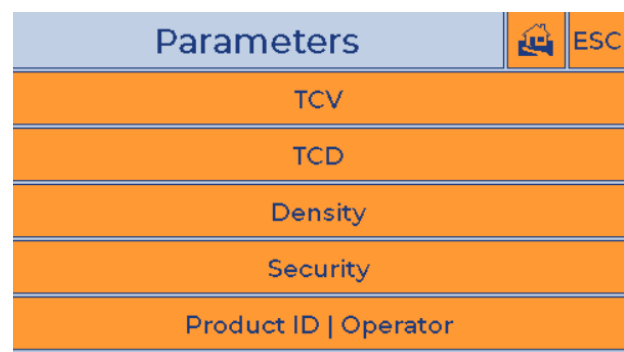 Parameters
ESC
TCV
TCD
Density
Security
Product ID | Operator